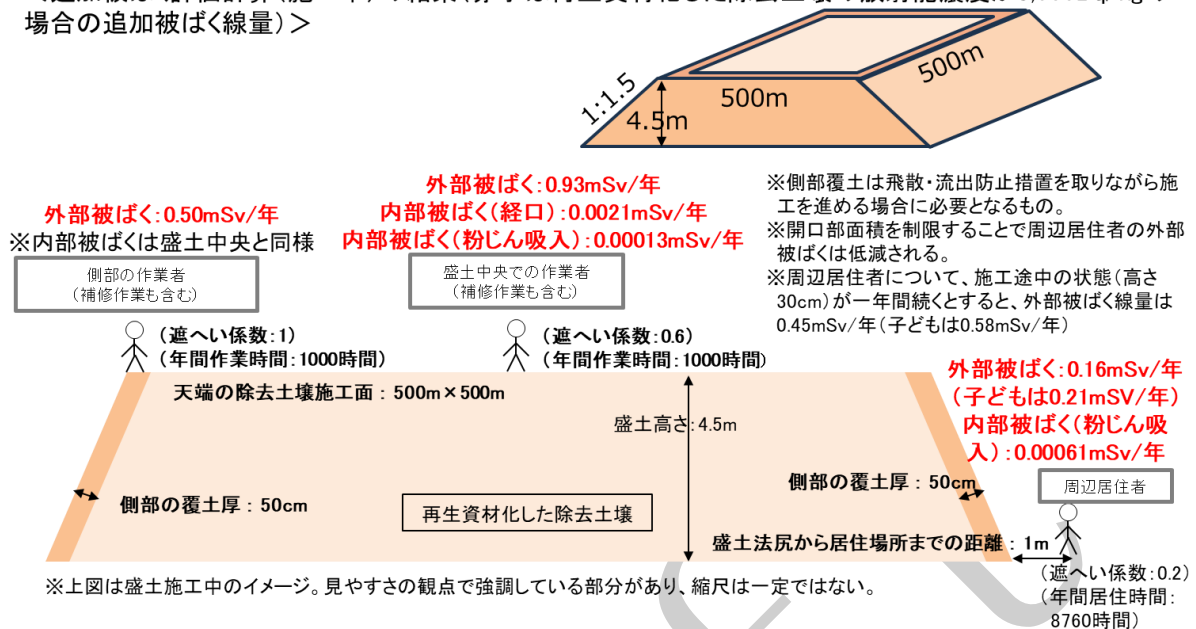 場合の追加被ばく線量)>
1:1.5
4.5m
500m
500m
外部被ばく:0.50mSv/年
※内部被ばくは盛土中央と同様
側部の作業者
(補修作業も含む)
(遮へい係数:1)
(年間作業時間:1000時間)
外部被ばく:0.93mSv/年
内部被ばく(経口):0.0021mSv/年
内部被ばく(粉じん吸入):0.00013mSv/年
盛土中央での作業者
(補修作業も含む)
(遮へい係数:0.6)
(年間作業時間:1000時間)
※側部覆土は飛散・流出防止措置を取りながら施
工を進める場合に必要となるもの。
※開口部面積を制限することで周辺居住者の外部
被ばくは低減される。
※周辺居住者について、施工途中の状態(高さ
30cm)が一年間続くとすると、外部被ばく線量は
0.45mSv/年(子どもは0.58mSv/年)
外部被ばく:0.16mSv/年
(子どもは0.21mSV/年)
内部被ばく(粉じん吸
入):0.00061mSv/年
周辺居住者
天端の除去土壌施工面:500m×500m
盛土高さ:4.5m
側部の覆土厚:50cm
側部の覆土厚:50cm
再生資材化した除去土壌
盛土法尻から居住場所までの距離:1m
(遮へい係数:0.2)
(年間居住時間:
8760時間)
※上図は盛土施工中のイメージ。見やすさの観点で強調している部分があり、縮尺は一定ではない。